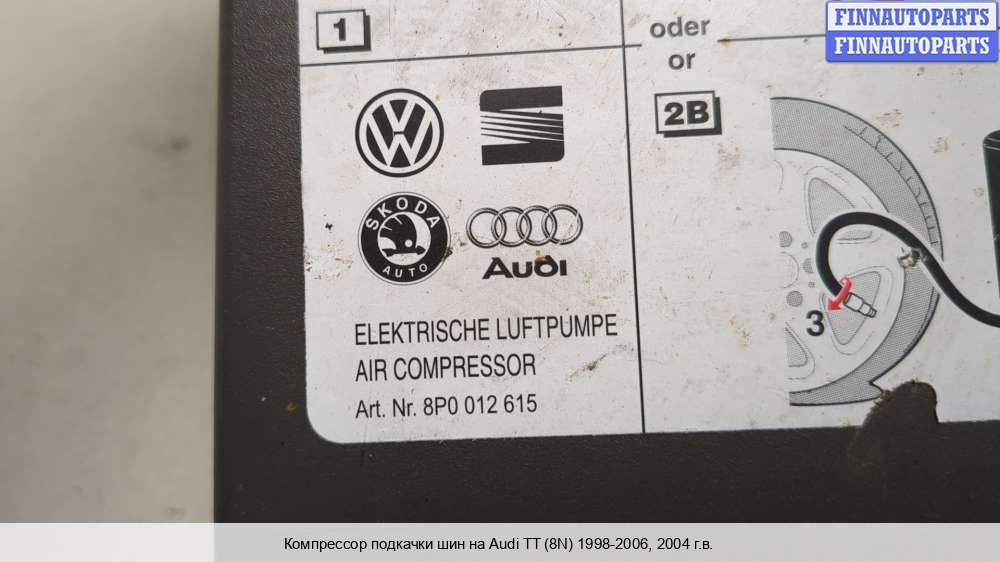 FINNAUTOPARTS
FINNAUTOPARTS
1
oder
or
2B
ŠKODA
AUTO
Audi
3
ELEKTRISCHE LUFTPUMPE
AIR COMPRESSOR
Art. Nr. 8P0 012 615
Компрессор подкачки шин на Audi TT (8N) 1998-2006, 2004 г.в.